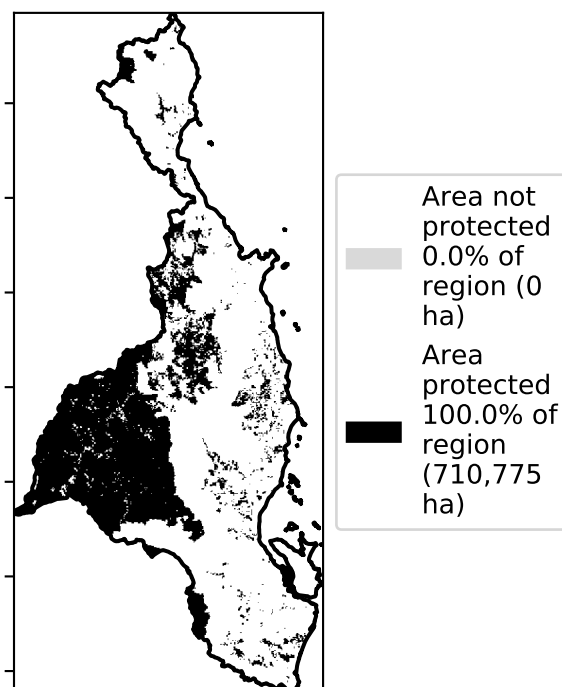 Area not
protected
0.0% of
region (0
ha)
Area
protected
100.0% of
region
(710,775
ha)